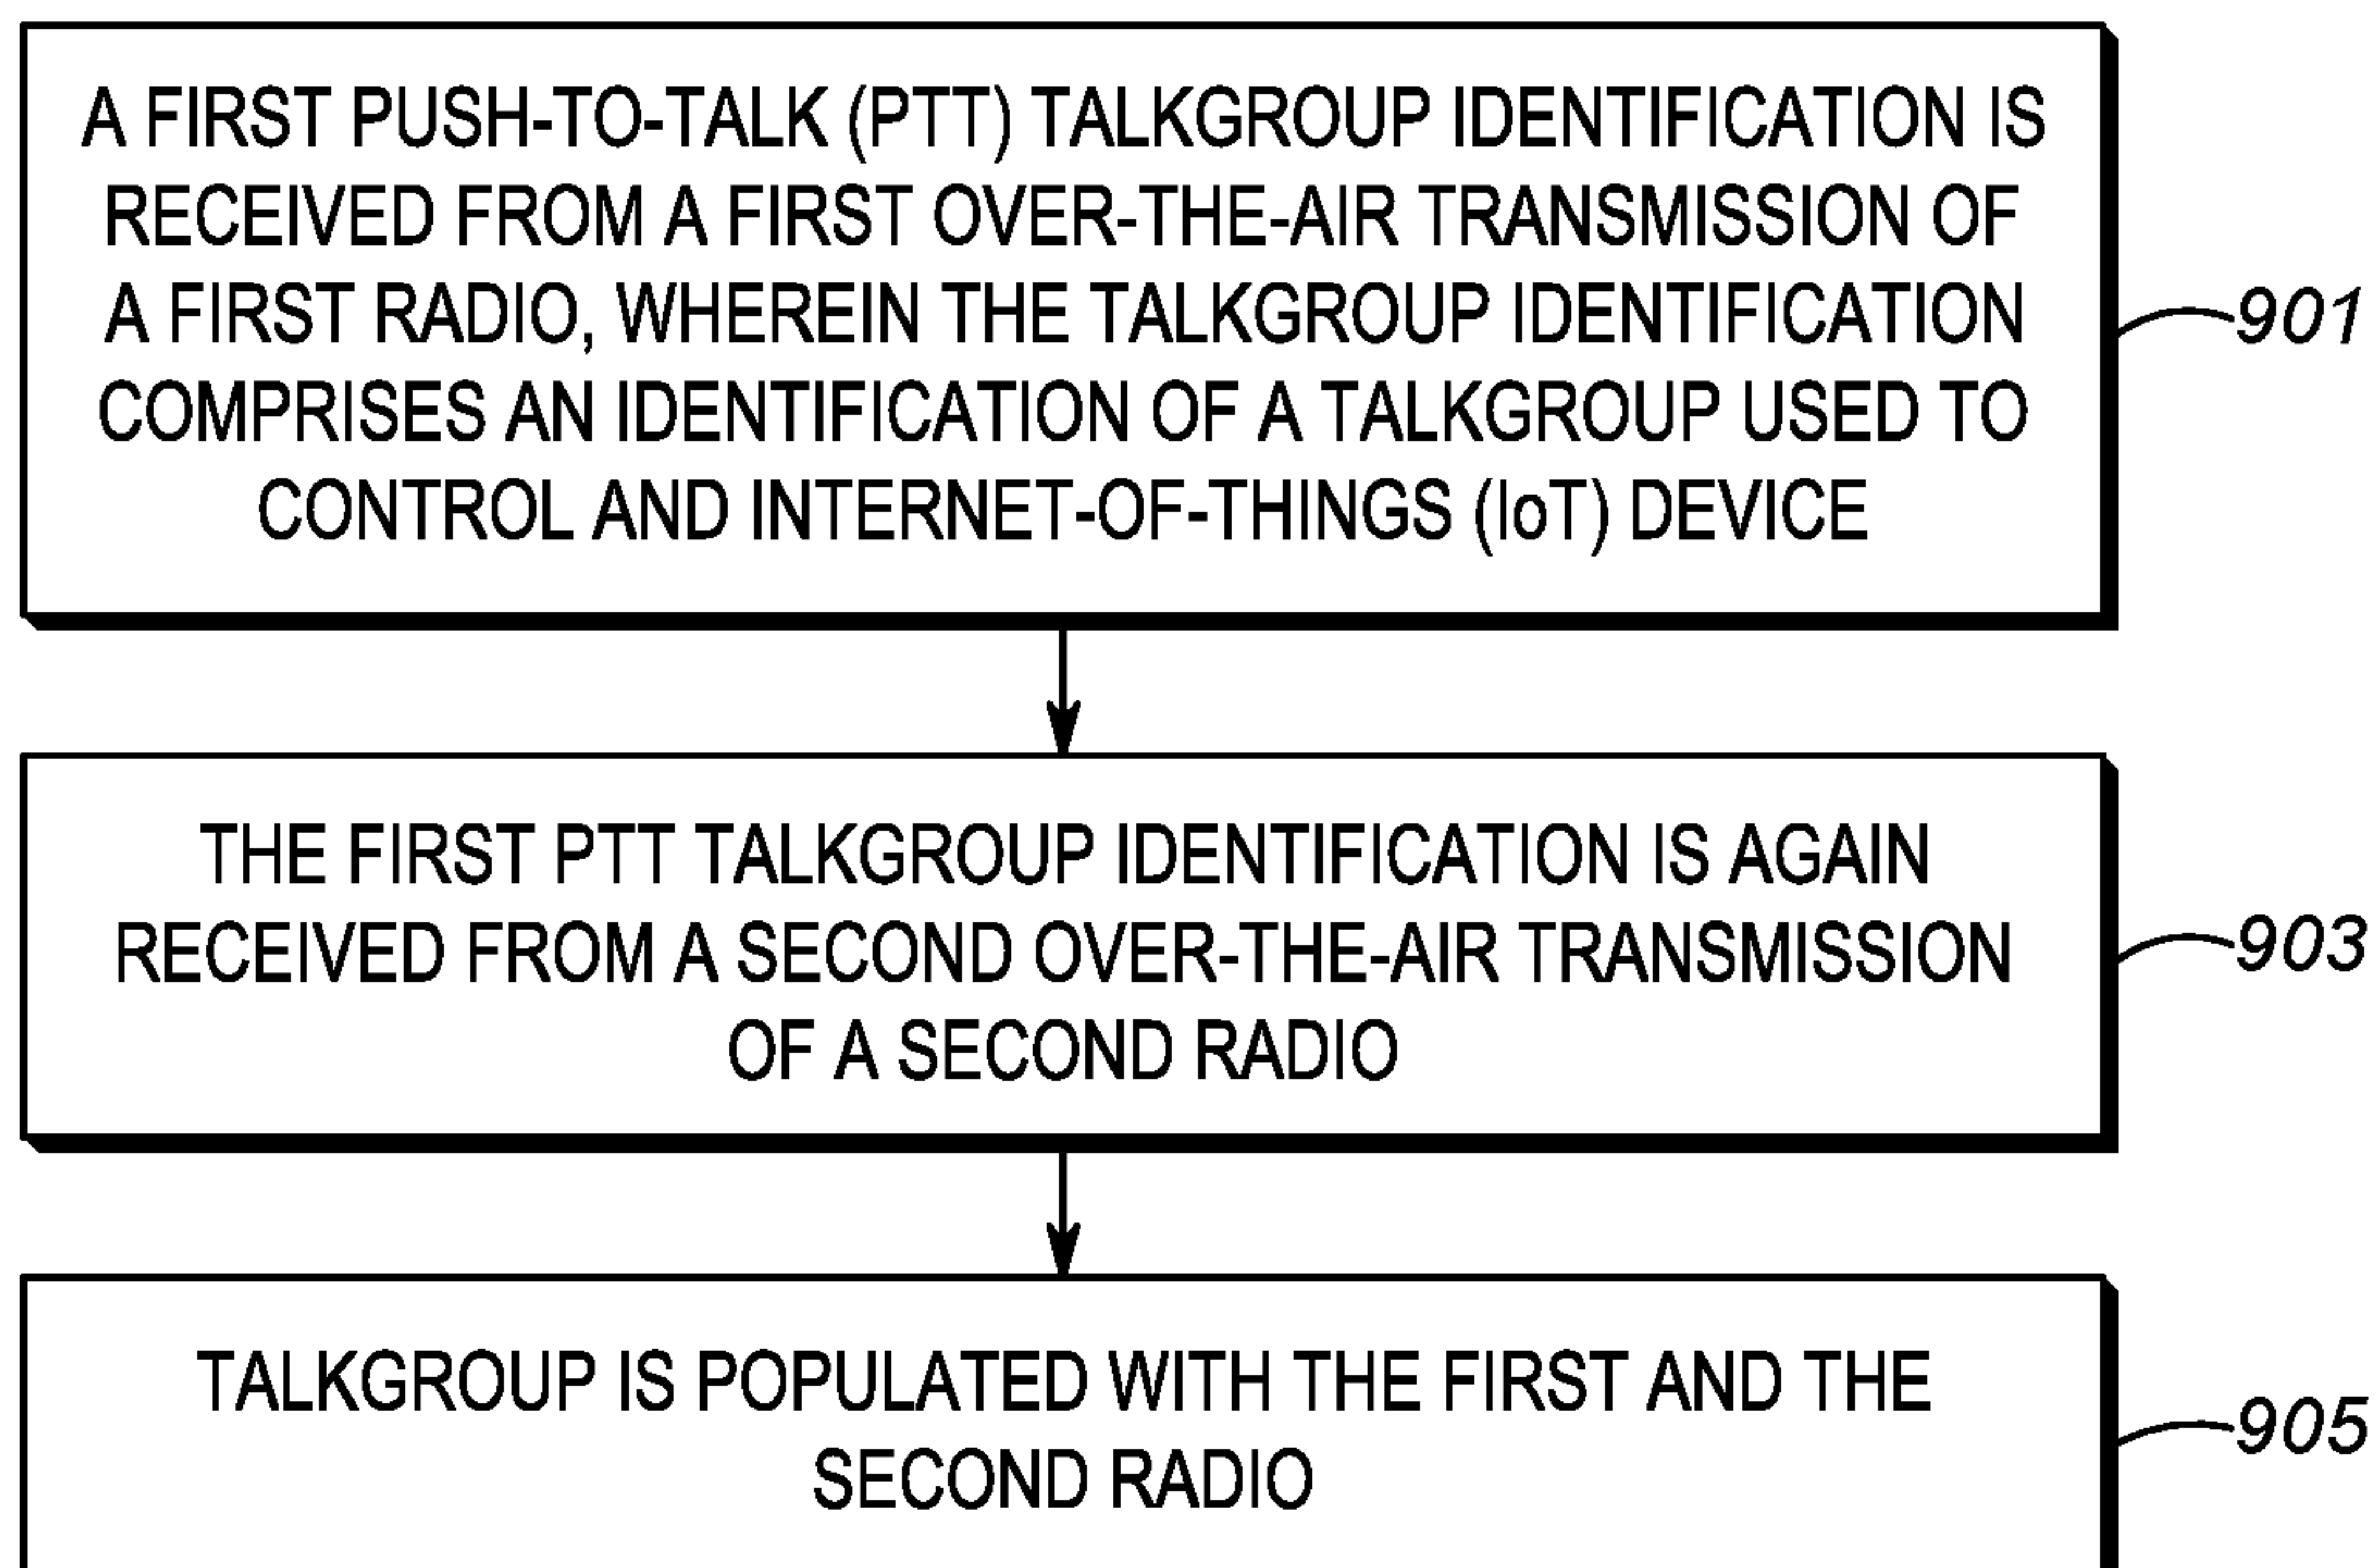 A FIRST PUSH-TO-TALK (PTT) TALKGROUP IDENTIFICATION IS
RECEIVED FROM A FIRST OVER-THE-AIR TRANSMISSION OF
A FIRST RADIO, WHEREIN THE TALKGROUP IDENTIFICATION
COMPRISES AN IDENTIFICATION OF A TALKGROUP USED TO
CONTROL AND INTERNET-OF-THINGS (IoT) DEVICE
901
THE FIRST PTT TALKGROUP IDENTIFICATION IS AGAIN
RECEIVED FROM A SECOND OVER-THE-AIR TRANSMISSION
OF A SECOND RADIO
903
TALKGROUP IS POPULATED WITH THE FIRST AND THE
SECOND RADIO
905